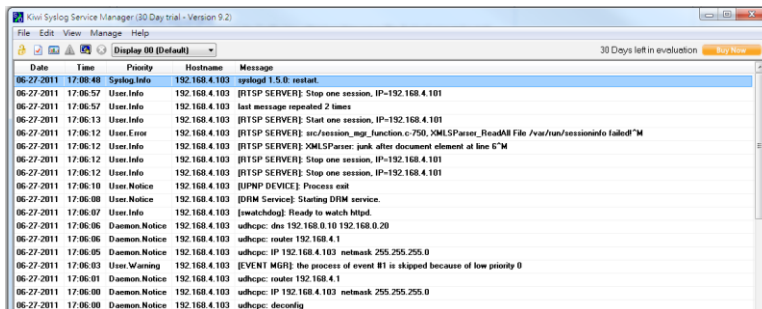 Kiwi Syslog Service Manager (30 Day trial - Version 9.2)
File Edit View Manage Help
Display 00 (Default) 30 Days left in evaluation Buy Now
Date Time Priority Hostname Message
06-27-2011 17:08:48 Syslog.Info 192.168.4.103 syslogd 1.5.0: restart.
06-27-2011 17:06:57 User.Info 192.168.4.103 [RTSP SERVER]: Stop one session, IP=192.168.4.101
06-27-2011 17:06:57 User.Info 192.168.4.103 last message repeated 2 times
06-27-2011 17:06:13 User.Info 192.168.4.103 [RTSP SERVER]: Start one session, IP=192.168.4.101
06-27-2011 17:06:12 User.Error 192.168.4.103 [RTSP SERVER]: src/session_mgr_function.c-750, XMLSParser_ReadAll File /var/run/sessioninfo failed!^M
06-27-2011 17:06:12 User.Info 192.168.4.103 [RTSP SERVER]: XMLSParser: junk after document element at line 6^M
06-27-2011 17:06:12 User.Info 192.168.4.103 [RTSP SERVER]: Stop one session, IP=192.168.4.101
06-27-2011 17:06:12 User.Info 192.168.4.103 [RTSP SERVER]: Stop one session, IP=192.168.4.101
06-27-2011 17:06:10 User.Notice 192.168.4.103 [UPNP DEVICE]: Process exit
06-27-2011 17:06:08 User.Notice 192.168.4.103 [DRM Service]: Starting DRM service.
06-27-2011 17:06:07 User.Info 192.168.4.103 [swatchdog]: Ready to watch httpd.
06-27-2011 17:06:06 Daemon.Notice 192.168.4.103 udhcpc: dns 192.168.0.10 192.168.0.20
06-27-2011 17:06:06 Daemon.Notice 192.168.4.103 udhcpc: router 192.168.4.1
06-27-2011 17:06:05 Daemon.Notice 192.168.4.103 udhcpc: IP 192.168.4.103 netmask 255.255.255.0
06-27-2011 17:06:03 User.Warning 192.168.4.103 [EVENT MGR]: the process of event #1 is skipped because of low priority 0
06-27-2011 17:06:01 Daemon.Notice 192.168.4.103 udhcpc: router 192.168.4.1
06-27-2011 17:06:00 Daemon.Notice 192.168.4.103 udhcpc: IP 192.168.4.103 netmask 255.255.255.0
06-27-2011 17:06:00 Daemon.Notice 192.168.4.103 udhcpc: deconfig